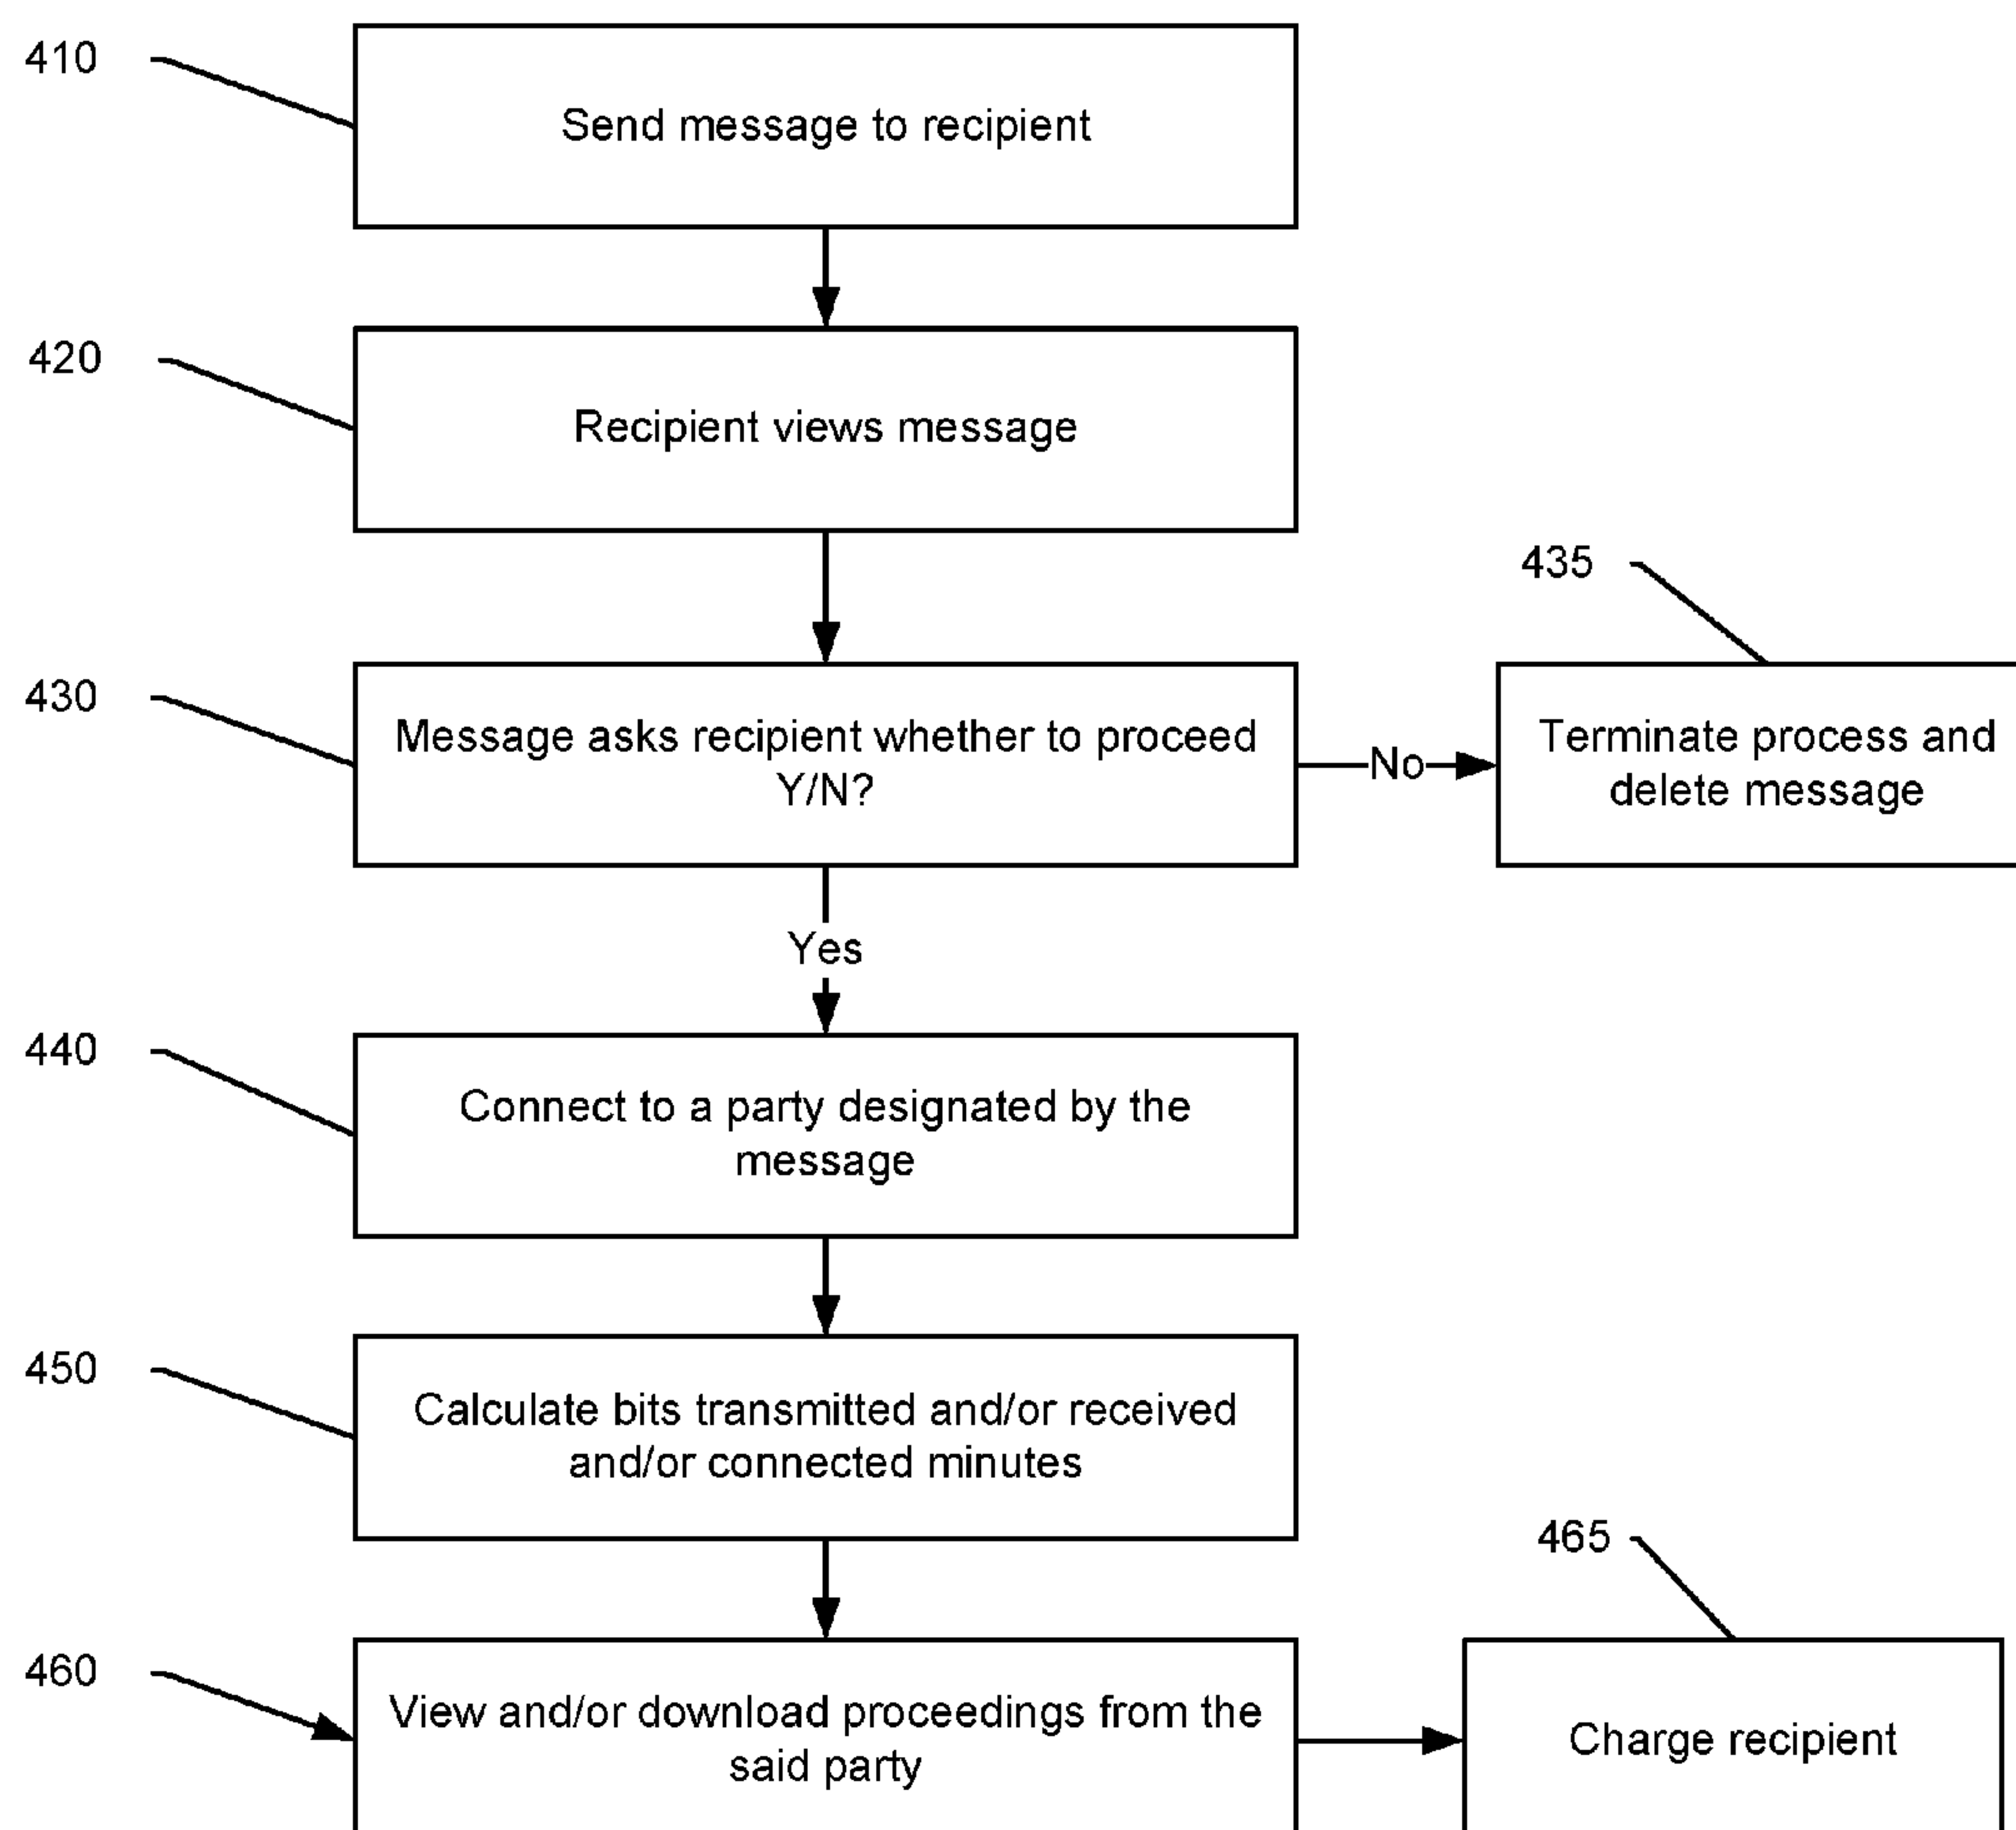 410
Send message to recipient
420
Recipient views message
435
430
Message asks recipient whether to proceed
Y/N?
No
Terminate process and
delete message
Yes
440
Connect to a party designated by the
message
450
Calculate bits transmitted and/or received
and/or connected minutes
465
460
View and/or download proceedings from the
said party
Charge recipient